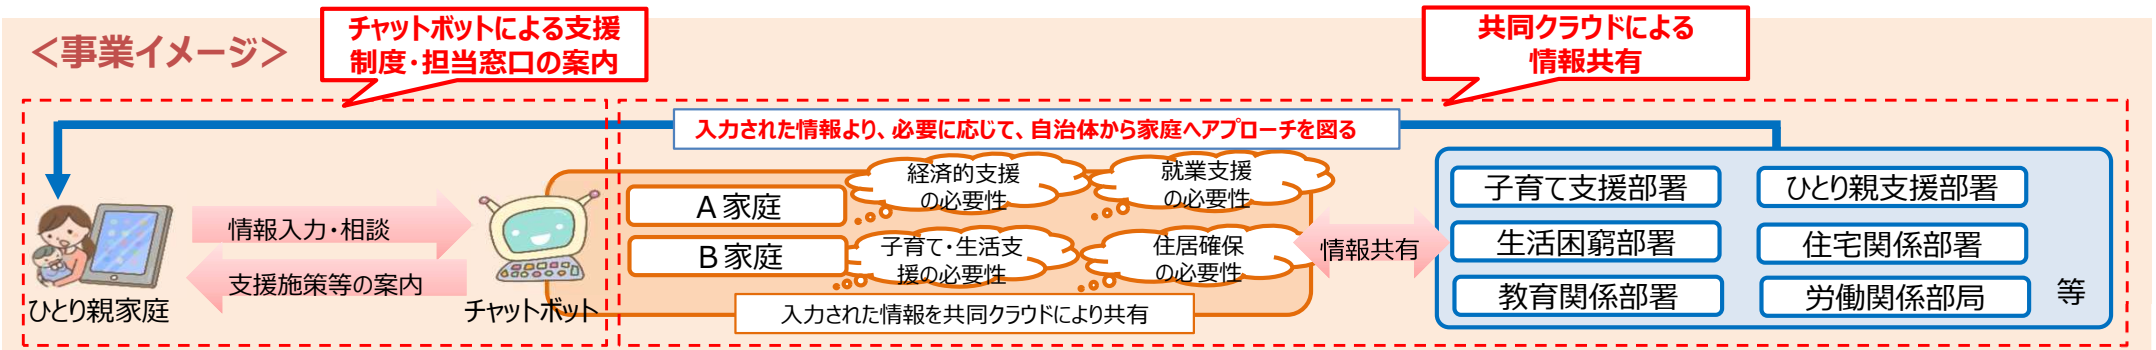 ＜事業イメージ＞
チャットボットによる支援
制度・担当窓口の案内
共同クラウドによる
情報共有
入力された情報より、必要に応じて、自治体から家庭へアプローチを図る
ひとり親家庭
情報入力・相談
支援施策等の案内
チャットボット
Ａ家庭
Ｂ家庭
経済的支援
の必要性
就業支援
の必要性
子育て・生活支
援の必要性
住居確保
の必要性
入力された情報を共同クラウドにより共有
情報共有
子育て支援部署
ひとり親支援部署
生活困窮部署
住宅関係部署
教育関係部署
労働関係部局
等